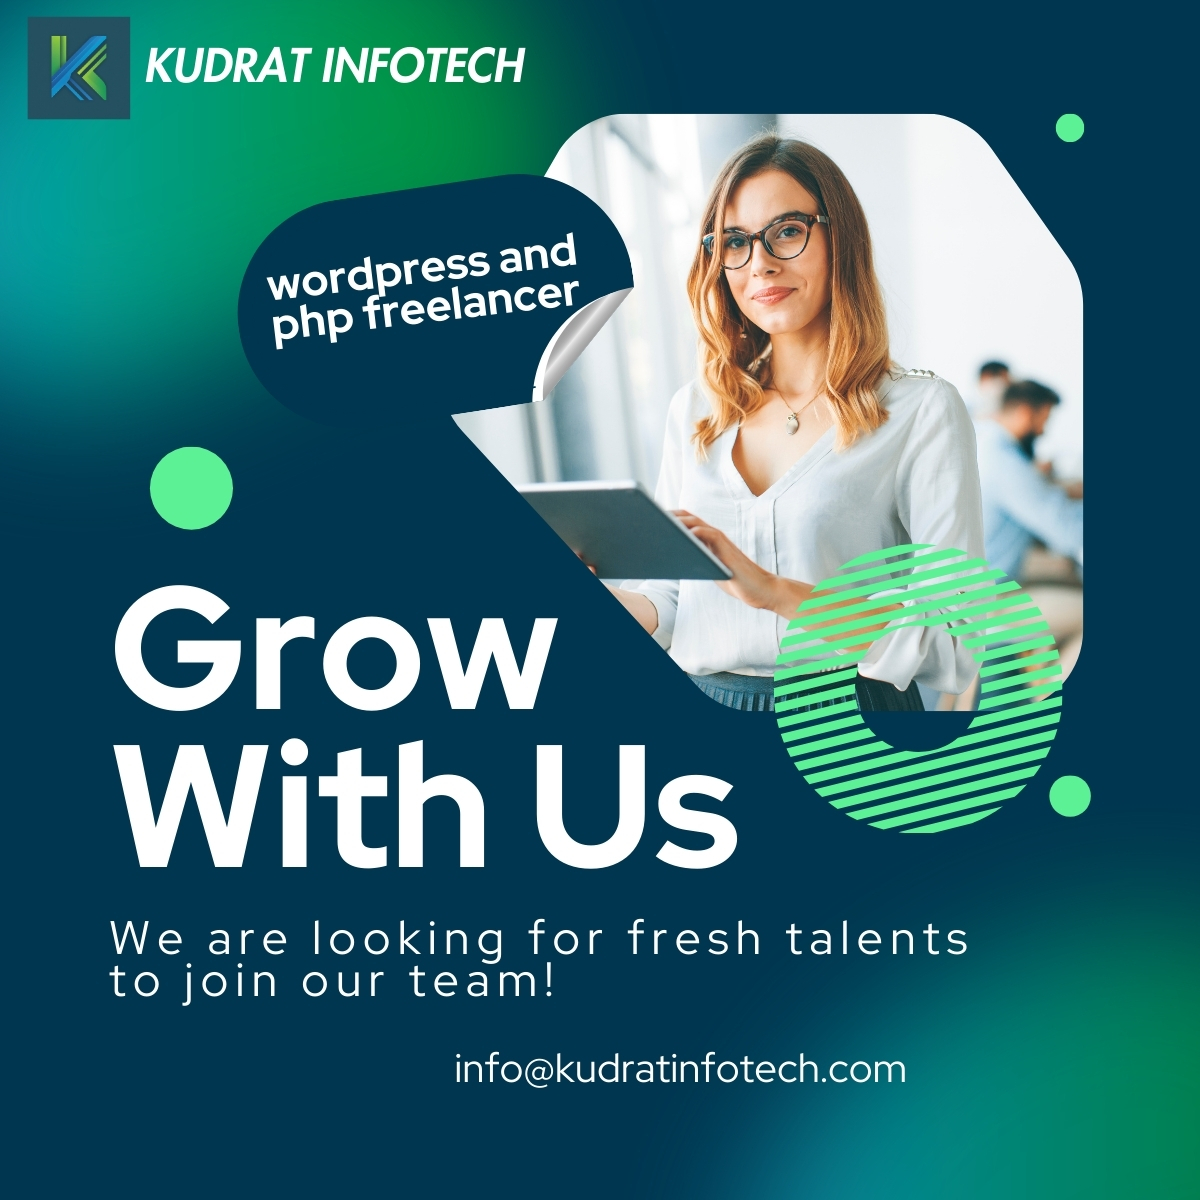 KUDRAT INFOTECH
wordpress and
php freelancer
Grow
With Us
We are looking for fresh talents
to join our team!
info@kudratinfotech.com